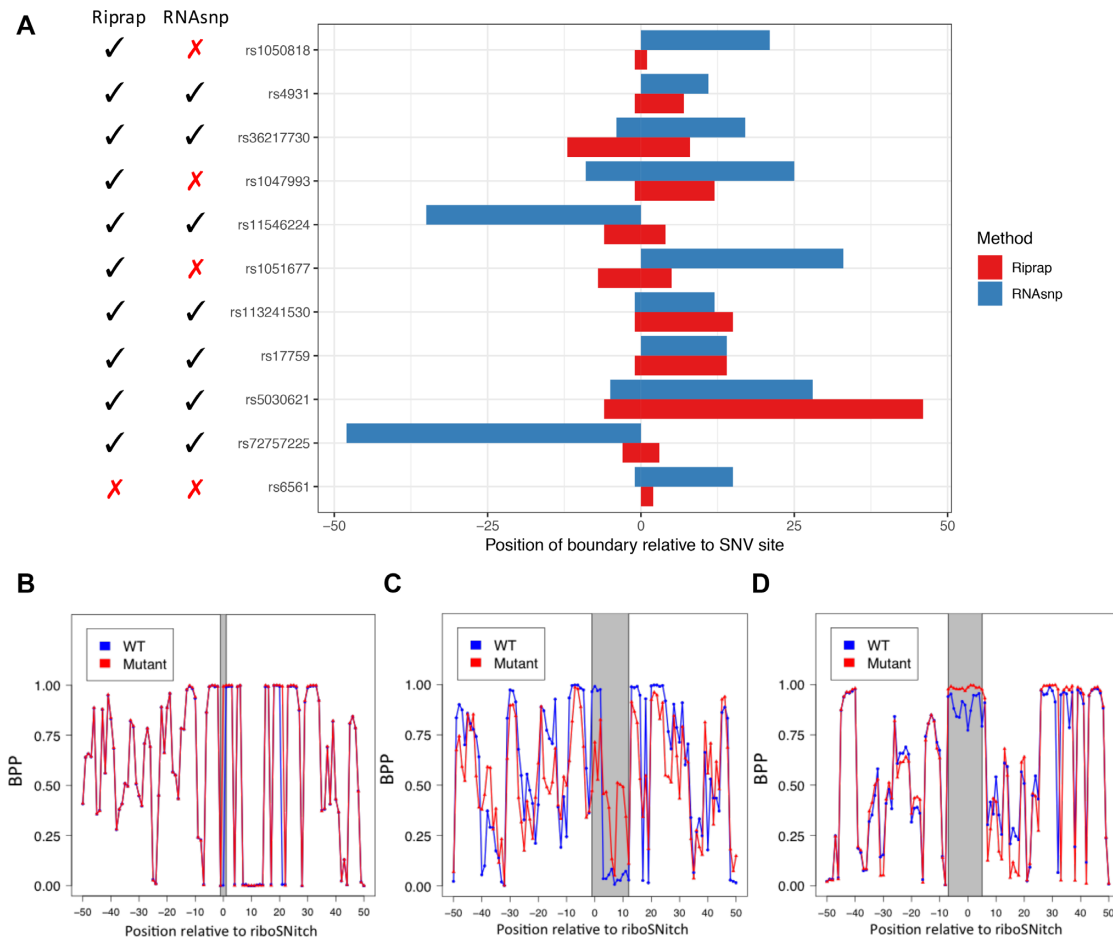 A
Riprap RNAsnp
✓ ✗ rs1050818
✓ ✓ rs4931
✓ ✓ rs36217730
✓ ✗ rs1047993
✓ ✓ rs11546224
✓ ✗ rs1051677
✓ ✓ rs113241530
✓ ✓ rs17759
✓ ✓ rs5030621
✓ ✓ rs72757225
✗ ✗ rs6561
−50 −25 0 25 50
Position of boundary relative to SNV site
Method
Riprap
RNAsnp
B
WT
Mutant
BPP
1.00
0.75
0.50
0.25
0.00
-50 -40 -30 -20 -10 0 10 20 30 40 50
Position relative to riboSNitch
C
WT
Mutant
BPP
1.00
0.75
0.50
0.25
0.00
-50 -40 -30 -20 -10 0 10 20 30 40 50
Position relative to riboSNitch
D
WT
Mutant
BPP
1.00
0.75
0.50
0.25
0.00
-50 -40 -30 -20 -10 0 10 20 30 40 50
Position relative to riboSNitch